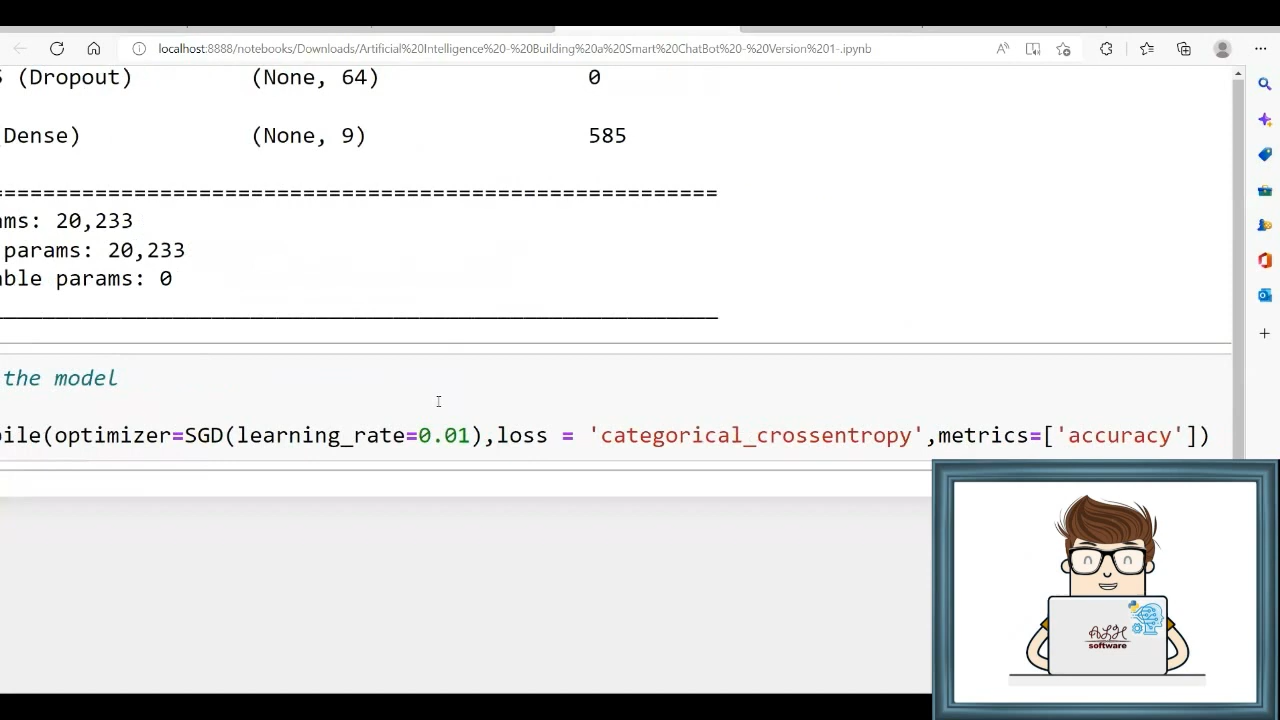 localhost:8888/notebooks/Downloads/Artificial%20Intelligence%20-%20Building%20a%20Smart%20ChatBot%20-%20Version%201-.ipynb
(Dropout) (None, 64) 0
Dense) (None, 9) 585
=======================================================
ams: 20,233
params: 20,233
able params: 0
the model
pile(optimizer=SGD(learning_rate=0.01),loss = 'categorical_crossentropy',metrics=['accuracy'])
ALH
software